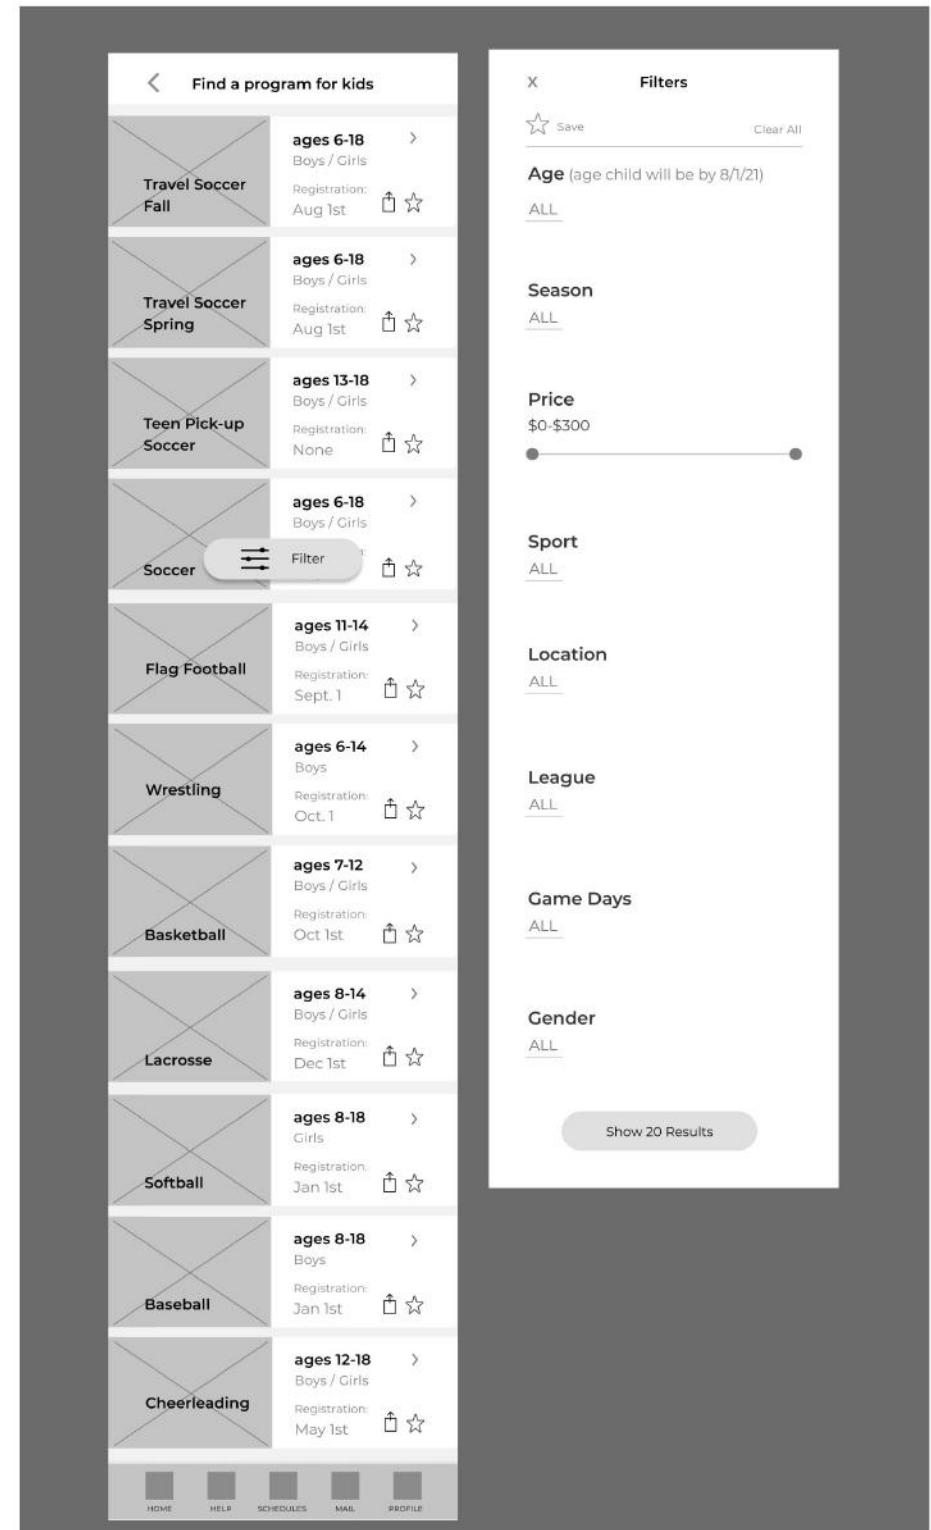 Find a program for kids
Travel Soccer
Fall
ages 6-18
Boys / Girls
Registration:
Aug 1st
Travel Soccer
Spring
ages 6-18
Boys / Girls
Registration:
Aug 1st
Teen Pick-up
Soccer
ages 13-18
Boys / Girls
Registration:
None
Soccer
ages 6-18
Boys / Girls
Filter
Flag Football
ages 11-14
Boys / Girls
Registration:
Sept. 1
Wrestling
ages 6-14
Boys
Registration:
Oct. 1
Basketball
ages 7-12
Boys / Girls
Registration:
Oct 1st
Lacrosse
ages 8-14
Boys / Girls
Registration:
Dec 1st
Softball
ages 8-18
Girls
Registration.
Jan 1st
Baseball
ages 8-18
Boys
Registration:
Jan 1st
Cheerleading
ages 12-18
Boys / Girls
Registration:
May 1st
HOME HELP SCHEDULES MAIL PROFILE
X Filters
Save Clear All
Age (age child will be by 8/1/21)
ALL
Season
ALL
Price
$0-$300
Sport
ALL
Location
ALL
League
ALL
Game Days
ALL
Gender
ALL
Show 20 Results